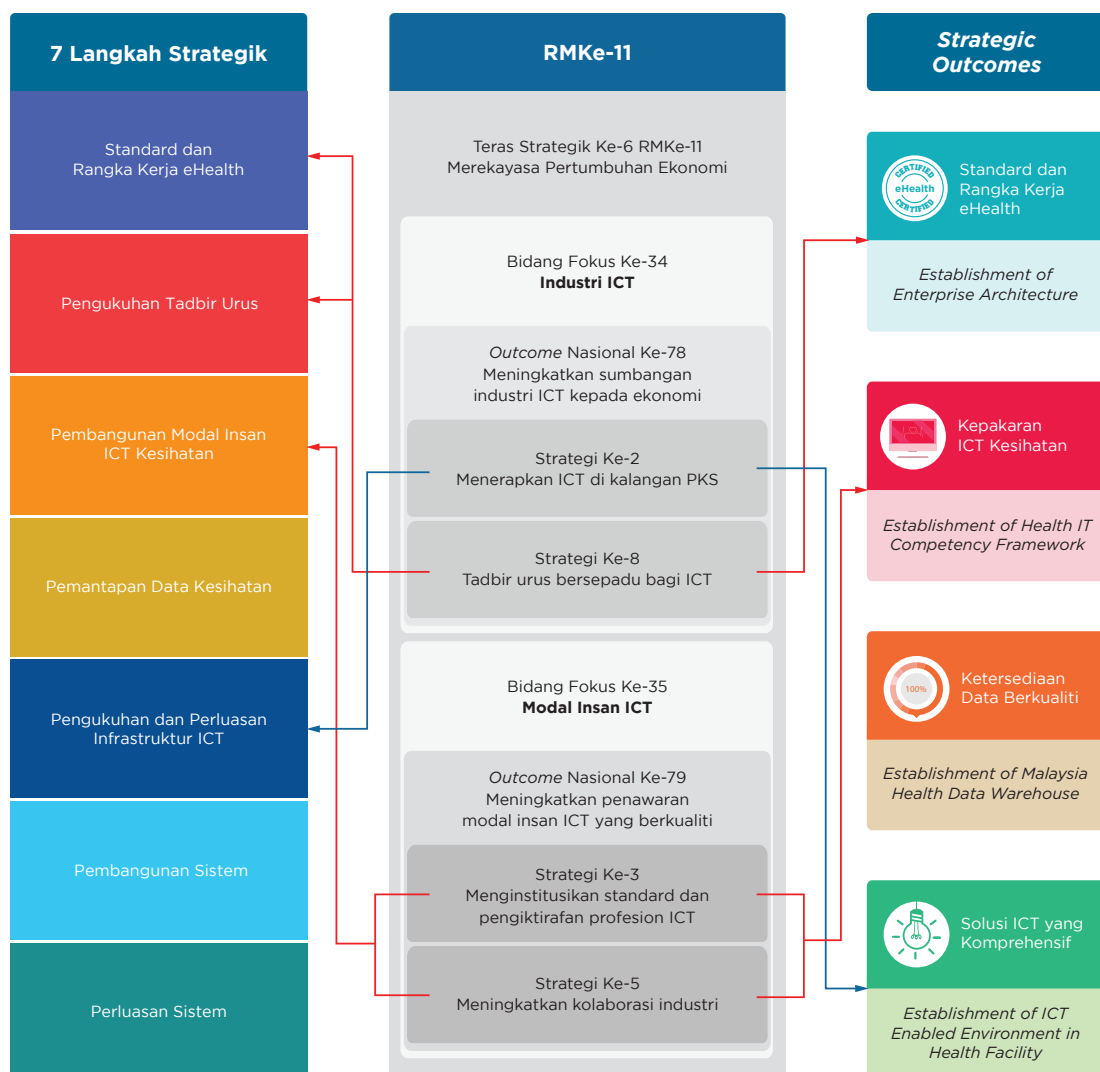 7 Langkah Strategik
Standard dan
Rangka Kerja eHealth
Pengukuhan Tadbir Urus
Pembangunan Modal Insan
ICT Kesihatan
Pemantapan Data Kesihatan
Pengukuhan dan Perluasan
Infrastruktur ICT
Pembangunan Sistem
Perluasan Sistem
RMKe-11
Teras Strategik Ke-6 RMKe-11
Merekayasa Pertumbuhan Ekonomi
Bidang Fokus Ke-34
Industri ICT
Outcome Nasional Ke-78
Meningkatkan sumbangan
industri ICT kepada ekonomi
Strategi Ke-2
Menerapkan ICT di kalangan PKS
Strategi Ke-8
Tadbir urus bersepadu bagi ICT
Bidang Fokus Ke-35
Modal Insan ICT
Outcome Nasional Ke-79
Meningkatkan penawaran
modal insan ICT yang berkualiti
Strategi Ke-3
Menginstitusikan standard dan
pengiktirafan profesion ICT
Strategi Ke-5
Meningkatkan kolaborasi industri
Strategic
Outcomes
CERTIFIED
eHealth
CERTIFIED
Standard dan
Rangka Kerja
eHealth
Establishment of
Enterprise Architecture
Kepakaran
ICT Kesihatan
Establishment of Health IT
Competency Framework
100%
Ketersediaan
Data Berkualiti
Establishment of Malaysia
Health Data Warehouse
Solusi ICT yang
Komprehensif
Establishment of ICT
Enabled Environment in
Health Facility